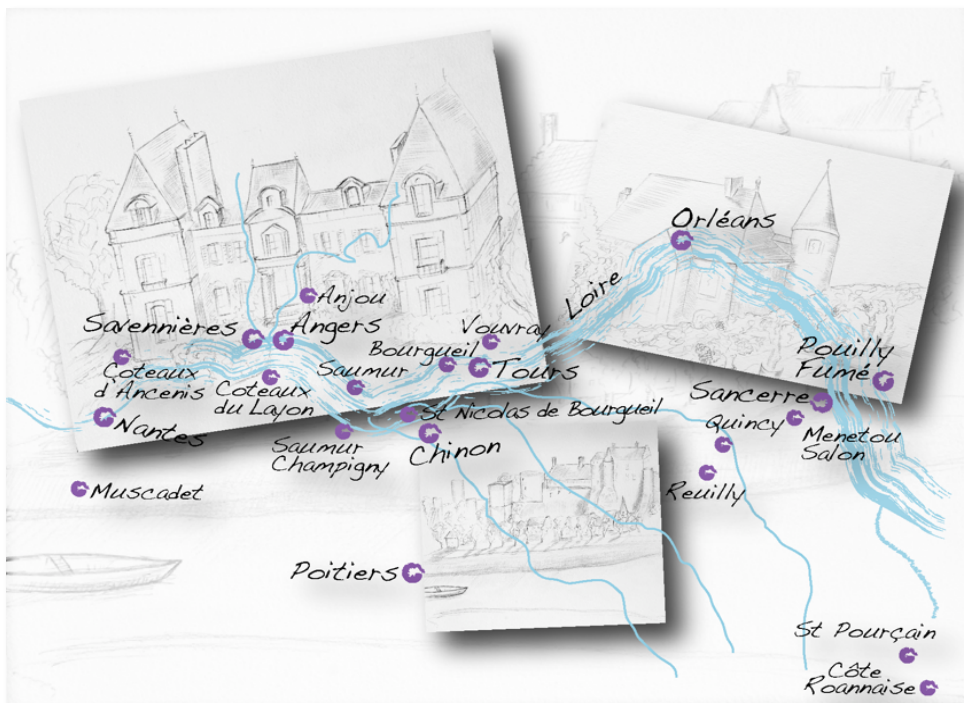 Orléans
Loire
Anjou
Savennières
Angers
Vouvray
Bourgueil
Tours
Pouilly
Fumé
Coteaux
d'Ancenis
Coteaux
du Layon
Saumur
Sancerre
St Nicolas de Bourgueil
Quincy
Nantes
Saumur
Champigny
Chinon
Menetou
Salon
Muscadet
Reuilly
Poitiers
St Pourçain
Côte
Roannaise